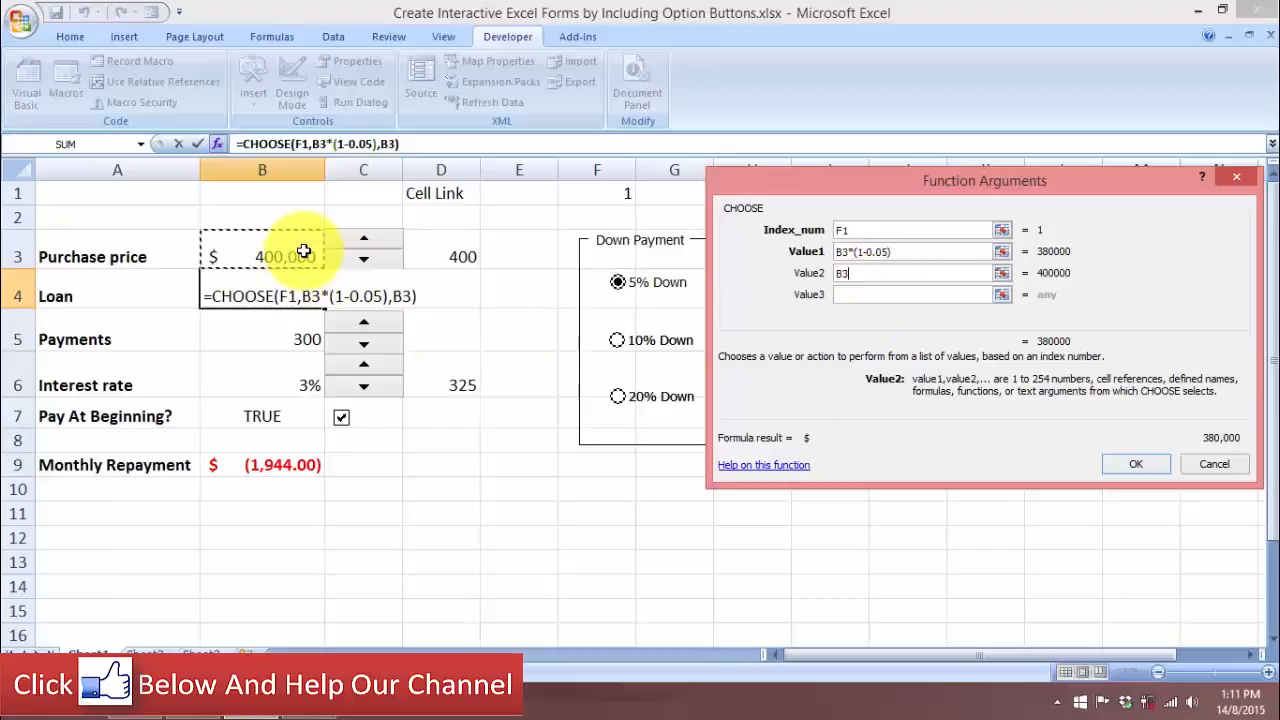 Create Interactive Excel Forms by Including Option Buttons.xlsx - Microsoft Excel
Home Insert Page Layout Formulas Data Review View Developer Add-Ins
Visual Basic
Macros
Record Macro
Use Relative References
Macro Security
Code
Insert
Design Mode
Properties
View Code
Run Dialog
Controls
Source
Map Properties
Expansion Packs
Refresh Data
Import
Export
XML
Document Panel
Modify
SUM =CHOOSE(F1,B3*(1-0.05),B3)
A B C D E F G
1 Cell Link 1
2
3 Purchase price $ 400,000 400
4 Loan =CHOOSE(F1,B3*(1-0.05),B3)
5 Payments 300
6 Interest rate 3% 325
7 Pay At Beginning? TRUE
8
9 Monthly Repayment $ (1,944.00)
10
11
12
13
14
15
16
Down Payment
5% Down
10% Down
20% Down
Function Arguments
CHOOSE
Index_num F1 = 1
Value1 B3*(1-0.05) = 380000
Value2 B3 = 400000
Value3 = any
= 380000
Chooses a value or action to perform from a list of values, based on an index number.
Value2: value1,value2,... are 1 to 254 numbers, cell references, defined names,
formulas, functions, or text arguments from which CHOOSE selects.
Formula result = $ 380,000
Help on this function
OK Cancel
Click Below And Help Our Channel
1:11 PM
14/8/2015